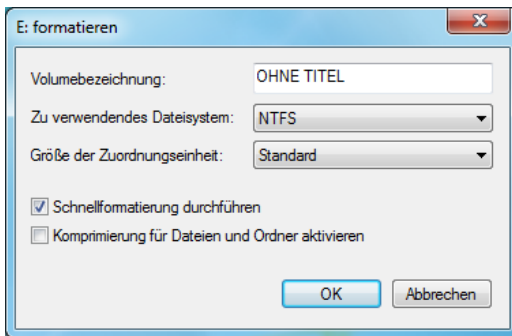 E: formatieren
Volumebezeichnung: OHNE TITEL
Zu verwendendes Dateisystem: NTFS
Größe der Zuordnungseinheit: Standard
Schnellformatierung durchführen
Komprimierung für Dateien und Ordner aktivieren
OK Abbrechen